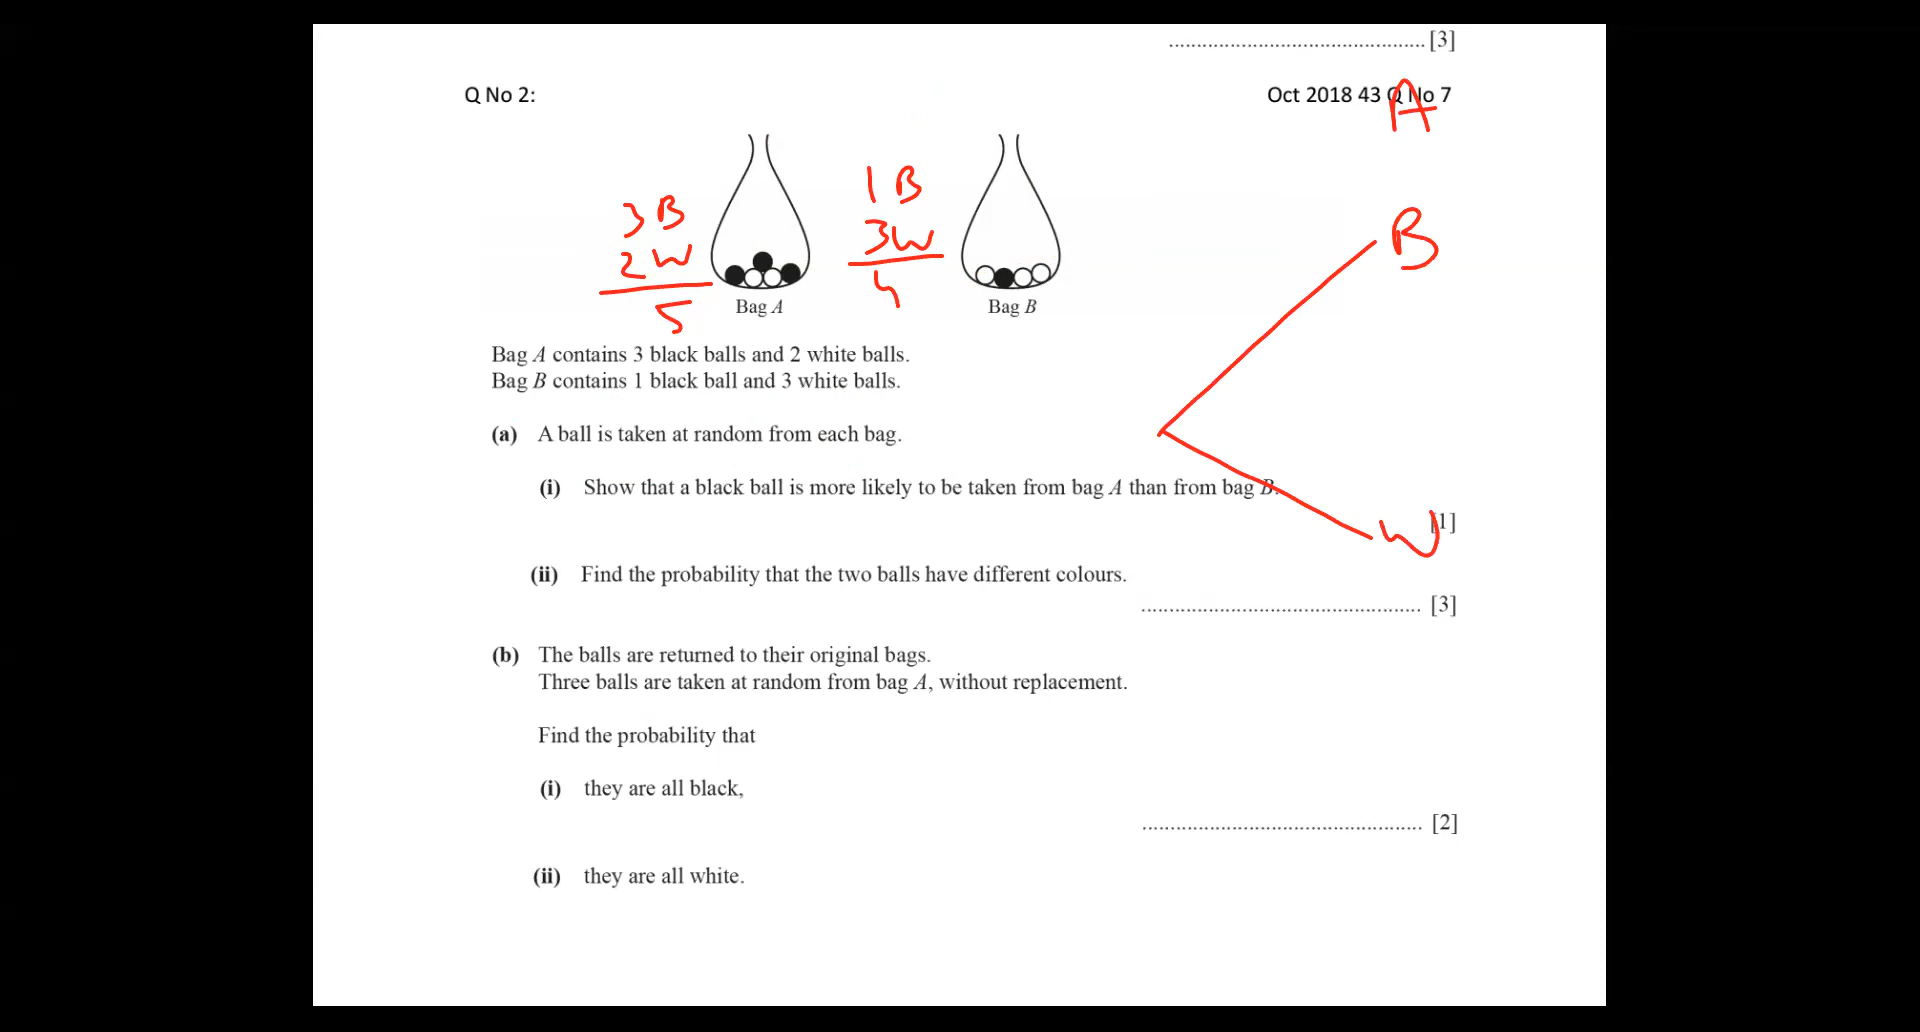 ........................................... [3]
Q No 2:
Oct 2018 43 Q No 7
A
3 B
2 W
5
1 B
3 W
4
B
W
Bag A
Bag B
Bag A contains 3 black balls and 2 white balls.
Bag B contains 1 black ball and 3 white balls.
(a) A ball is taken at random from each bag.
(i) Show that a black ball is more likely to be taken from bag A than from bag B.
[1]
(ii) Find the probability that the two balls have different colours.
............................................... [3]
(b) The balls are returned to their original bags.
Three balls are taken at random from bag A, without replacement.
Find the probability that
(i) they are all black,
............................................... [2]
(ii) they are all white.